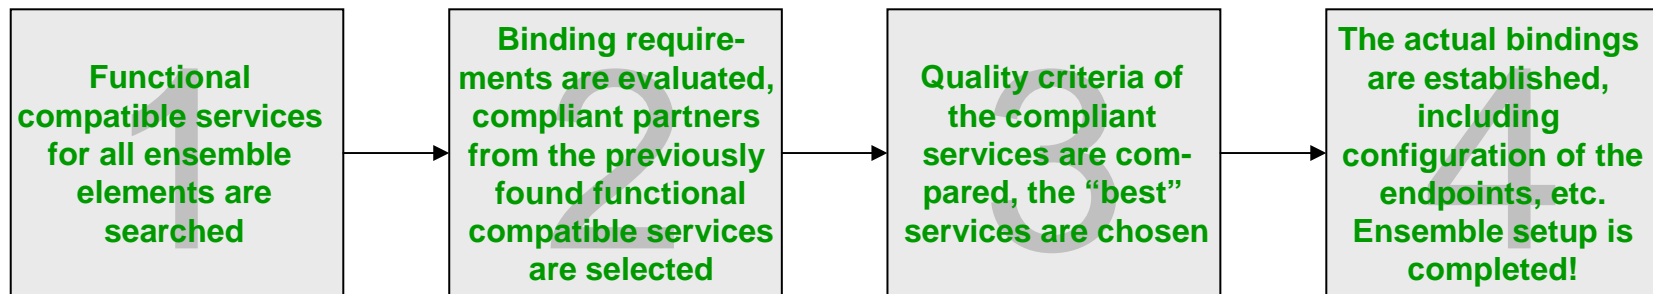 1
Functional
compatible services
for all ensemble
elements are
searched
2
Binding require-
ments are evaluated,
compliant partners
from the previously
found functional
compatible services
are selected
3
Quality criteria of
the compliant
services are com-
pared, the “best”
services are chosen
4
The actual bindings
are established,
including
configuration of the
endpoints, etc.
Ensemble setup is
completed!